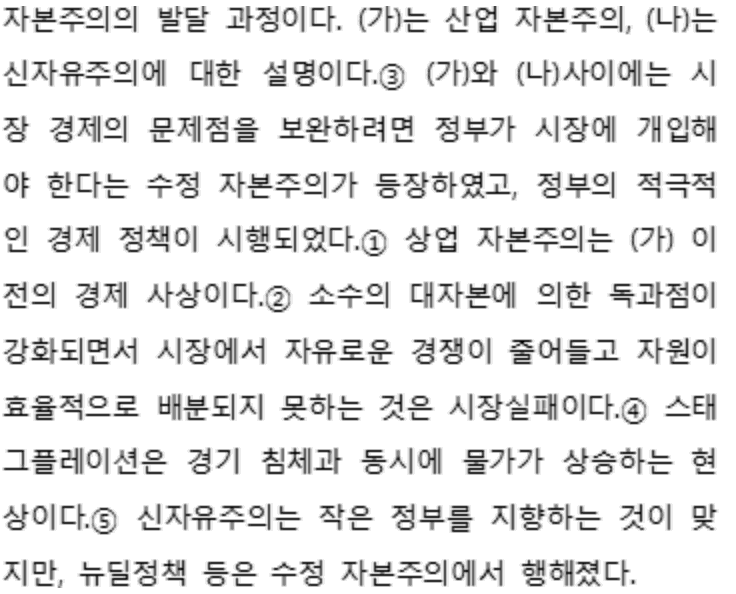 자본주의의 발달 과정이다. (가)는 산업 자본주의, (나)는
신자유주의에 대한 설명이다.③ (가)와 (나)사이에는 시
장 경제의 문제점을 보완하려면 정부가 시장에 개입해
야 한다는 수정 자본주의가 등장하였고, 정부의 적극적
인 경제 정책이 시행되었다.① 상업 자본주의는 (가) 이
전의 경제 사상이다.② 소수의 대자본에 의한 독과점이
강화되면서 시장에서 자유로운 경쟁이 줄어들고 자원이
효율적으로 배분되지 못하는 것은 시장실패이다.④ 스태
그플레이션은 경기 침체과 동시에 물가가 상승하는 현
상이다.⑤ 신자유주의는 작은 정부를 지향하는 것이 맞
지만, 뉴딜정책 등은 수정 자본주의에서 행해졌다.